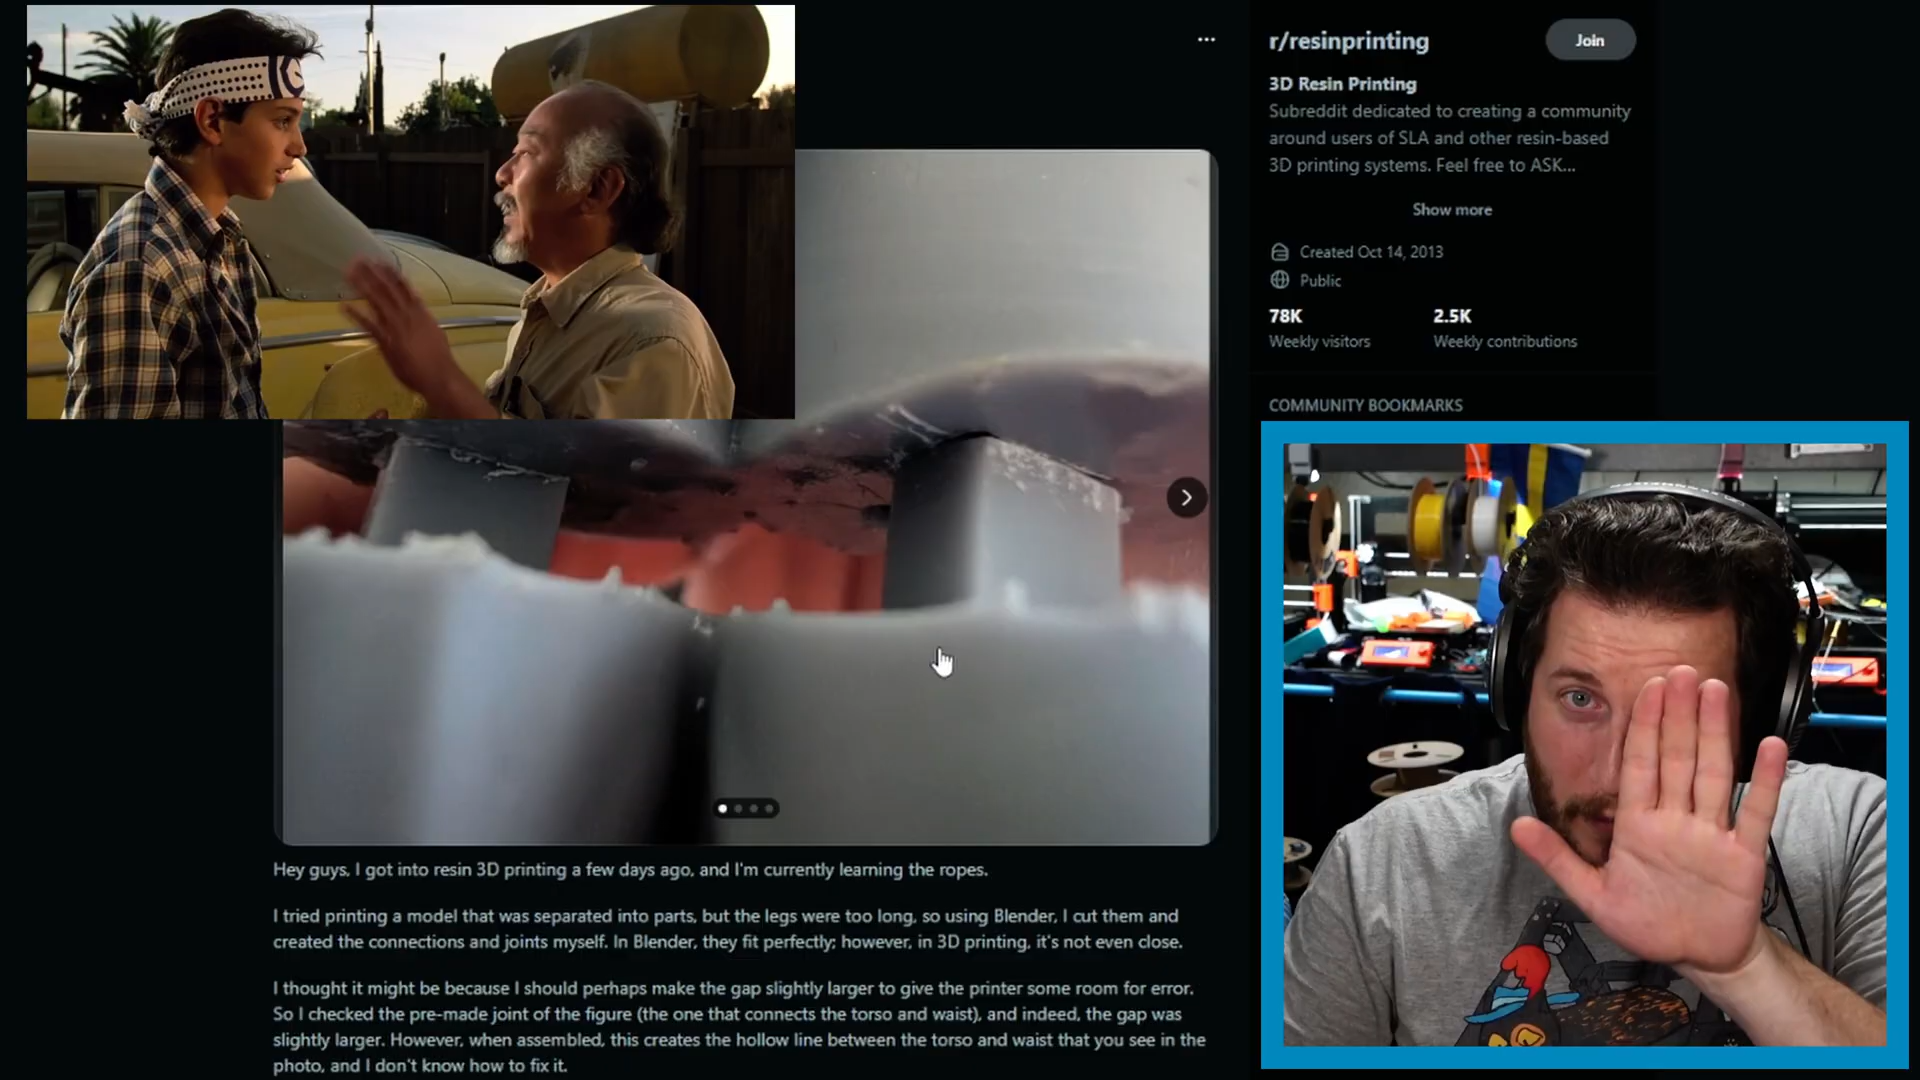 r/resinprinting
Join
3D Resin Printing
Subreddit dedicated to creating a community
around users of SLA and other resin-based
3D printing systems. Feel free to ASK...
Show more
Created Oct 14, 2013
Public
78K
2.5K
Weekly visitors
Weekly contributions
COMMUNITY BOOKMARKS
Hey guys, I got into resin 3D printing a few days ago, and I'm currently learning the ropes.
I tried printing a model that was separated into parts, but the legs were too long, so using Blender, I cut them and
created the connections and joints myself. In Blender, they fit perfectly; however, in 3D printing, it's not even close.
I thought it might be because I should perhaps make the gap slightly larger to give the printer some room for error.
So I checked the pre-made joint of the figure (the one that connects the torso and waist), and indeed, the gap was
slightly larger. However, when assembled, this creates the hollow line between the torso and waist that you see in the
photo, and I don't know how to fix it.